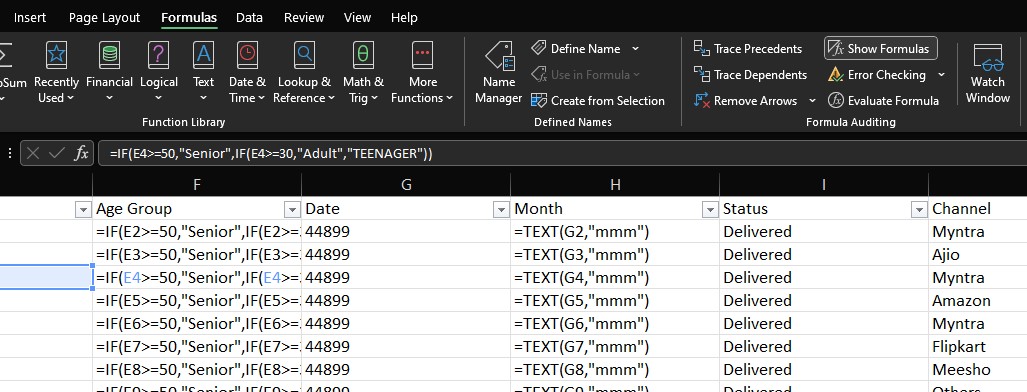 Insert Page Layout Formulas Data Review View Help
Recently Used Financial Logical Text Date & Time Lookup & Reference Math & Trig More Functions
Function Library
Name Manager
Define Name
Use in Formula
Create from Selection
Defined Names
Trace Precedents
Trace Dependents
Remove Arrows
Show Formulas
Error Checking
Evaluate Formula
Formula Auditing
Watch Window
fx =IF(E4>=50,"Senior",IF(E4>=30,"Adult","TEENAGER"))
F G H I
Age Group Date Month Status Channel
=IF(E2>=50,"Senior",IF(E2>= 44899 =TEXT(G2,"mmm") Delivered Myntra
=IF(E3>=50,"Senior",IF(E3>= 44899 =TEXT(G3,"mmm") Delivered Ajio
=IF(E4>=50,"Senior",IF(E4>= 44899 =TEXT(G4,"mmm") Delivered Myntra
=IF(E5>=50,"Senior",IF(E5>= 44899 =TEXT(G5,"mmm") Delivered Amazon
=IF(E6>=50,"Senior",IF(E6>= 44899 =TEXT(G6,"mmm") Delivered Myntra
=IF(E7>=50,"Senior",IF(E7>= 44899 =TEXT(G7,"mmm") Delivered Flipkart
=IF(E8>=50,"Senior",IF(E8>= 44899 =TEXT(G8,"mmm") Delivered Meesho